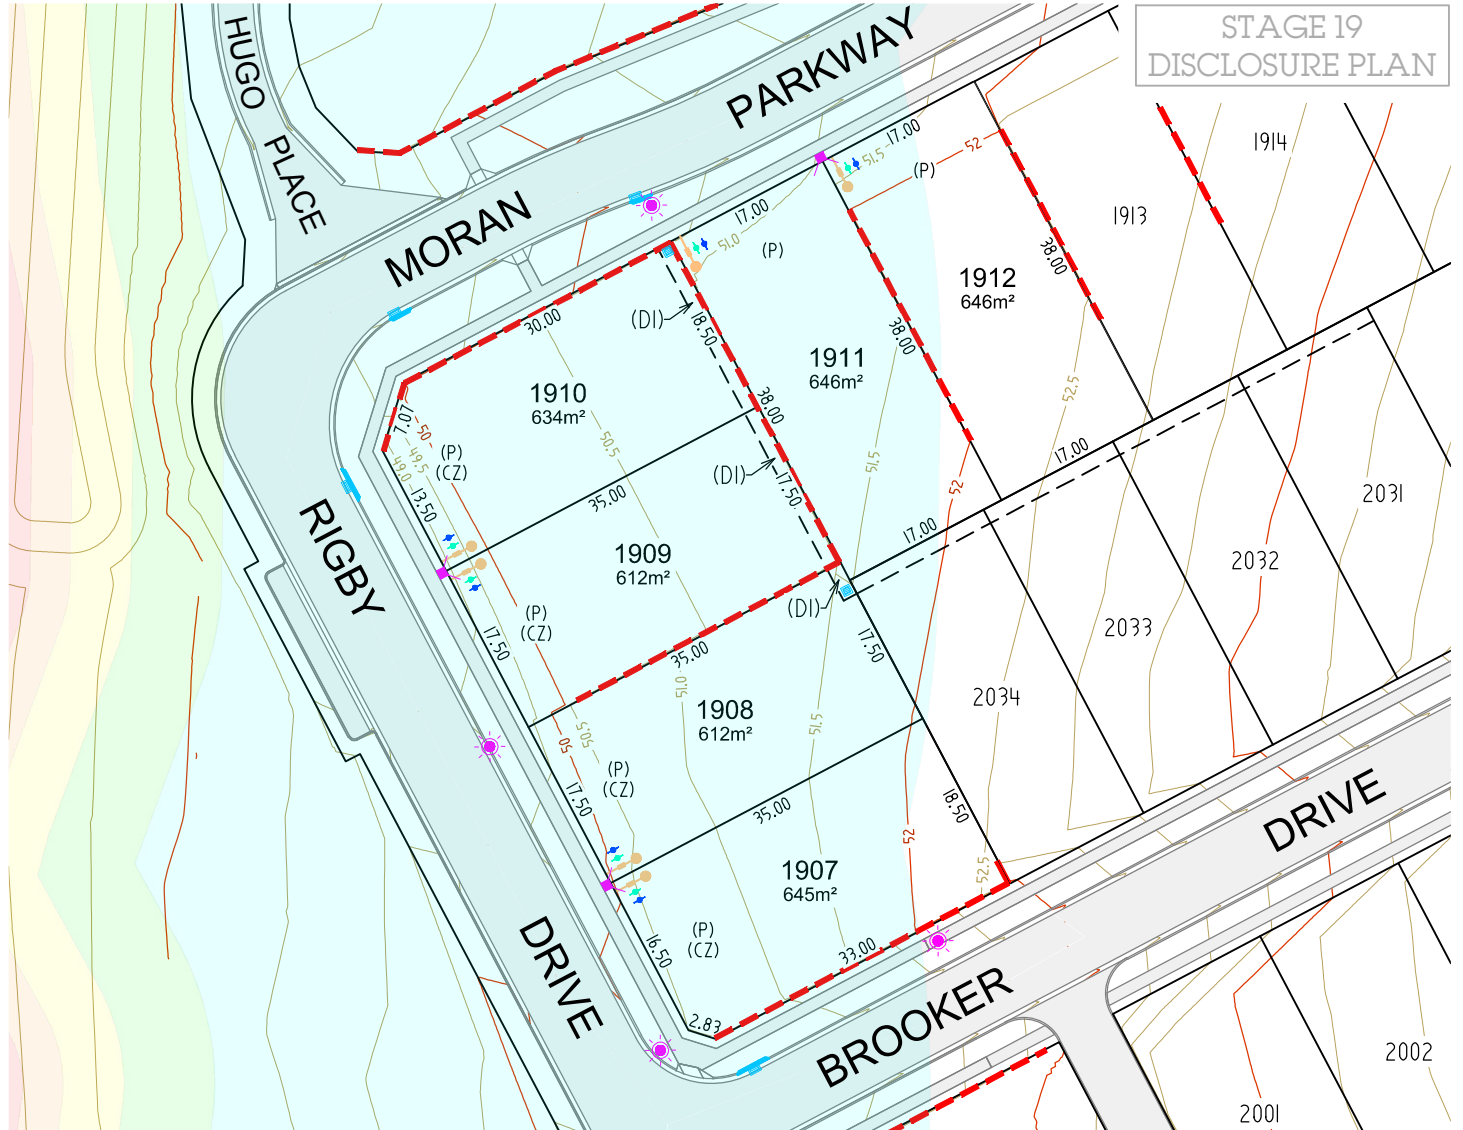 STAGE 19
DISCLOSURE PLAN
HUGO
PLACE
MORAN
PARKWAY
RIGBY
DRIVE
BROOKER
DRIVE
1914
1913
17.00
52
51.5
(P)
38.00
1912
646m²
52.5
17.00
17.00
51.0
(P)
38.00
1911
646m²
38.00
51.5
52
17.00
30.00
(DI)
18.50
1910
634m²
7.07
50
49.5
49.0
(P)
(CZ)
50.5
13.50
35.00
(DI)
17.50
1909
612m²
(P)
(CZ)
17.50
35.00
(DI)
17.50
1908
612m²
51.0
51.5
50.5
50
(P)
(CZ)
17.50
35.00
18.50
52
52.5
1907
645m²
(P)
(CZ)
16.50
33.00
2.83
2031
2032
2033
2034
2002
2001